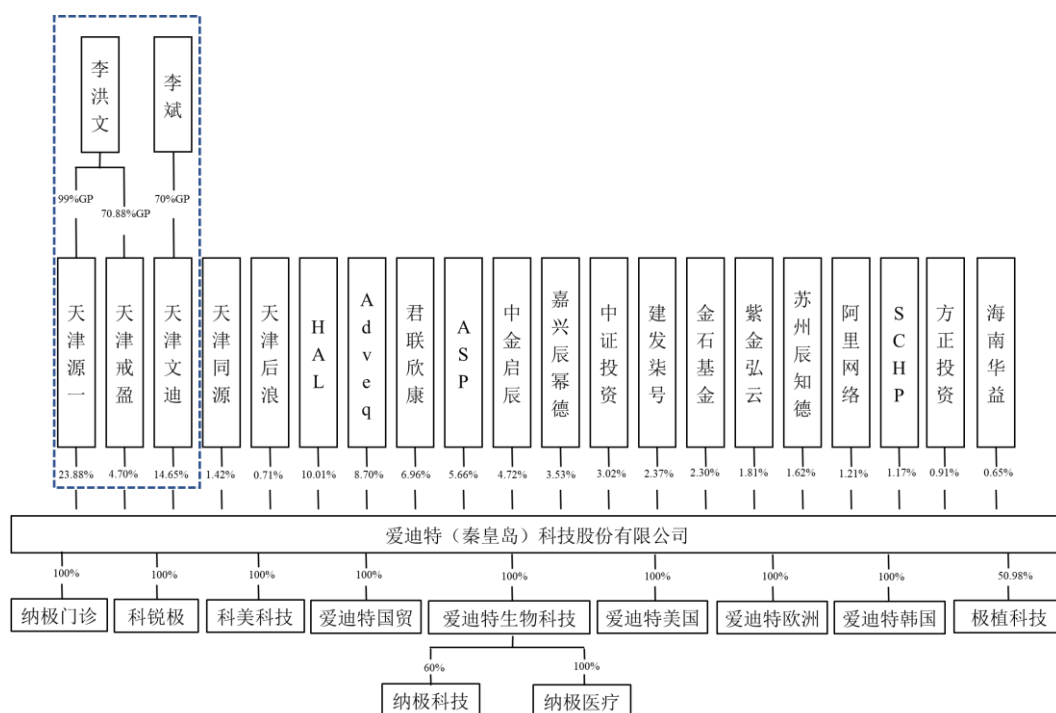 李洪文
李斌
99%GP
70.88%GP
70%GP
天津源一
天津戒盈
天津文迪
天津同源
天津后浪
HAL
Adveq
君联欣康
ASP
中金启辰
嘉兴辰幂德
中证投资
建发柒号
金石基金
紫金弘云
苏州辰知德
阿里网络
SCHP
方正投资
海南华益
23.88%
4.70%
14.65%
1.42%
0.71%
10.01%
8.70%
6.96%
5.66%
4.72%
3.53%
3.02%
2.37%
2.30%
1.81%
1.62%
1.21%
1.17%
0.91%
0.65%
爱迪特（秦皇岛）科技股份有限公司
100%
100%
100%
100%
100%
100%
100%
100%
50.98%
纳极门诊
科锐极
科美科技
爱迪特国贸
爱迪特生物科技
爱迪特美国
爱迪特欧洲
爱迪特韩国
极植科技
60%
100%
纳极科技
纳极医疗